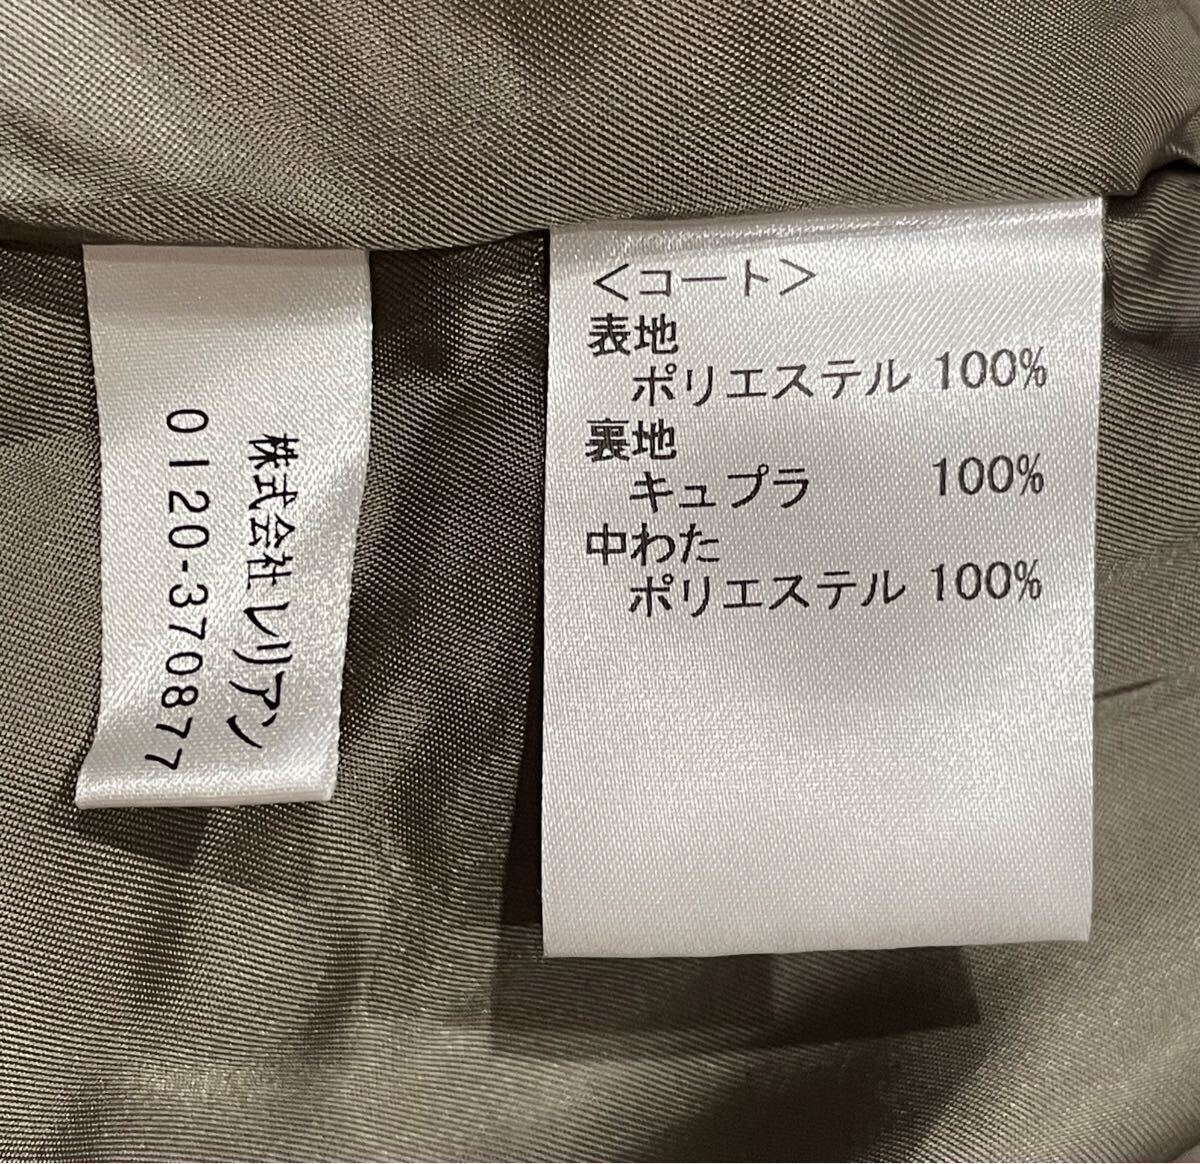 株式会社レリアン
0120-370877
＜コート＞
表地
ポリエステル 100%
裏地
キュプラ 100%
中わた
ポリエステル 100%